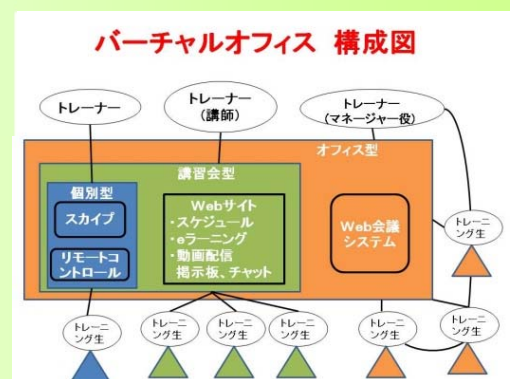 バーチャルオフィス 構成図
トレーナー
トレーナー
(講師)
トレーナー
(マネージャー役)
オフィス型
講習会型
個別型
スカイプ
リモートコ
ントロール
Webサイト
・スケジュール
・eラーニング
・動画配信
掲示板、チャット
Web会議
システム
トレーニ
ング生
トレーニ
ング生
トレーニ
ング生
トレーニ
ング生
トレーニ
ング生
トレーニ
ング生
トレーニ
ング生